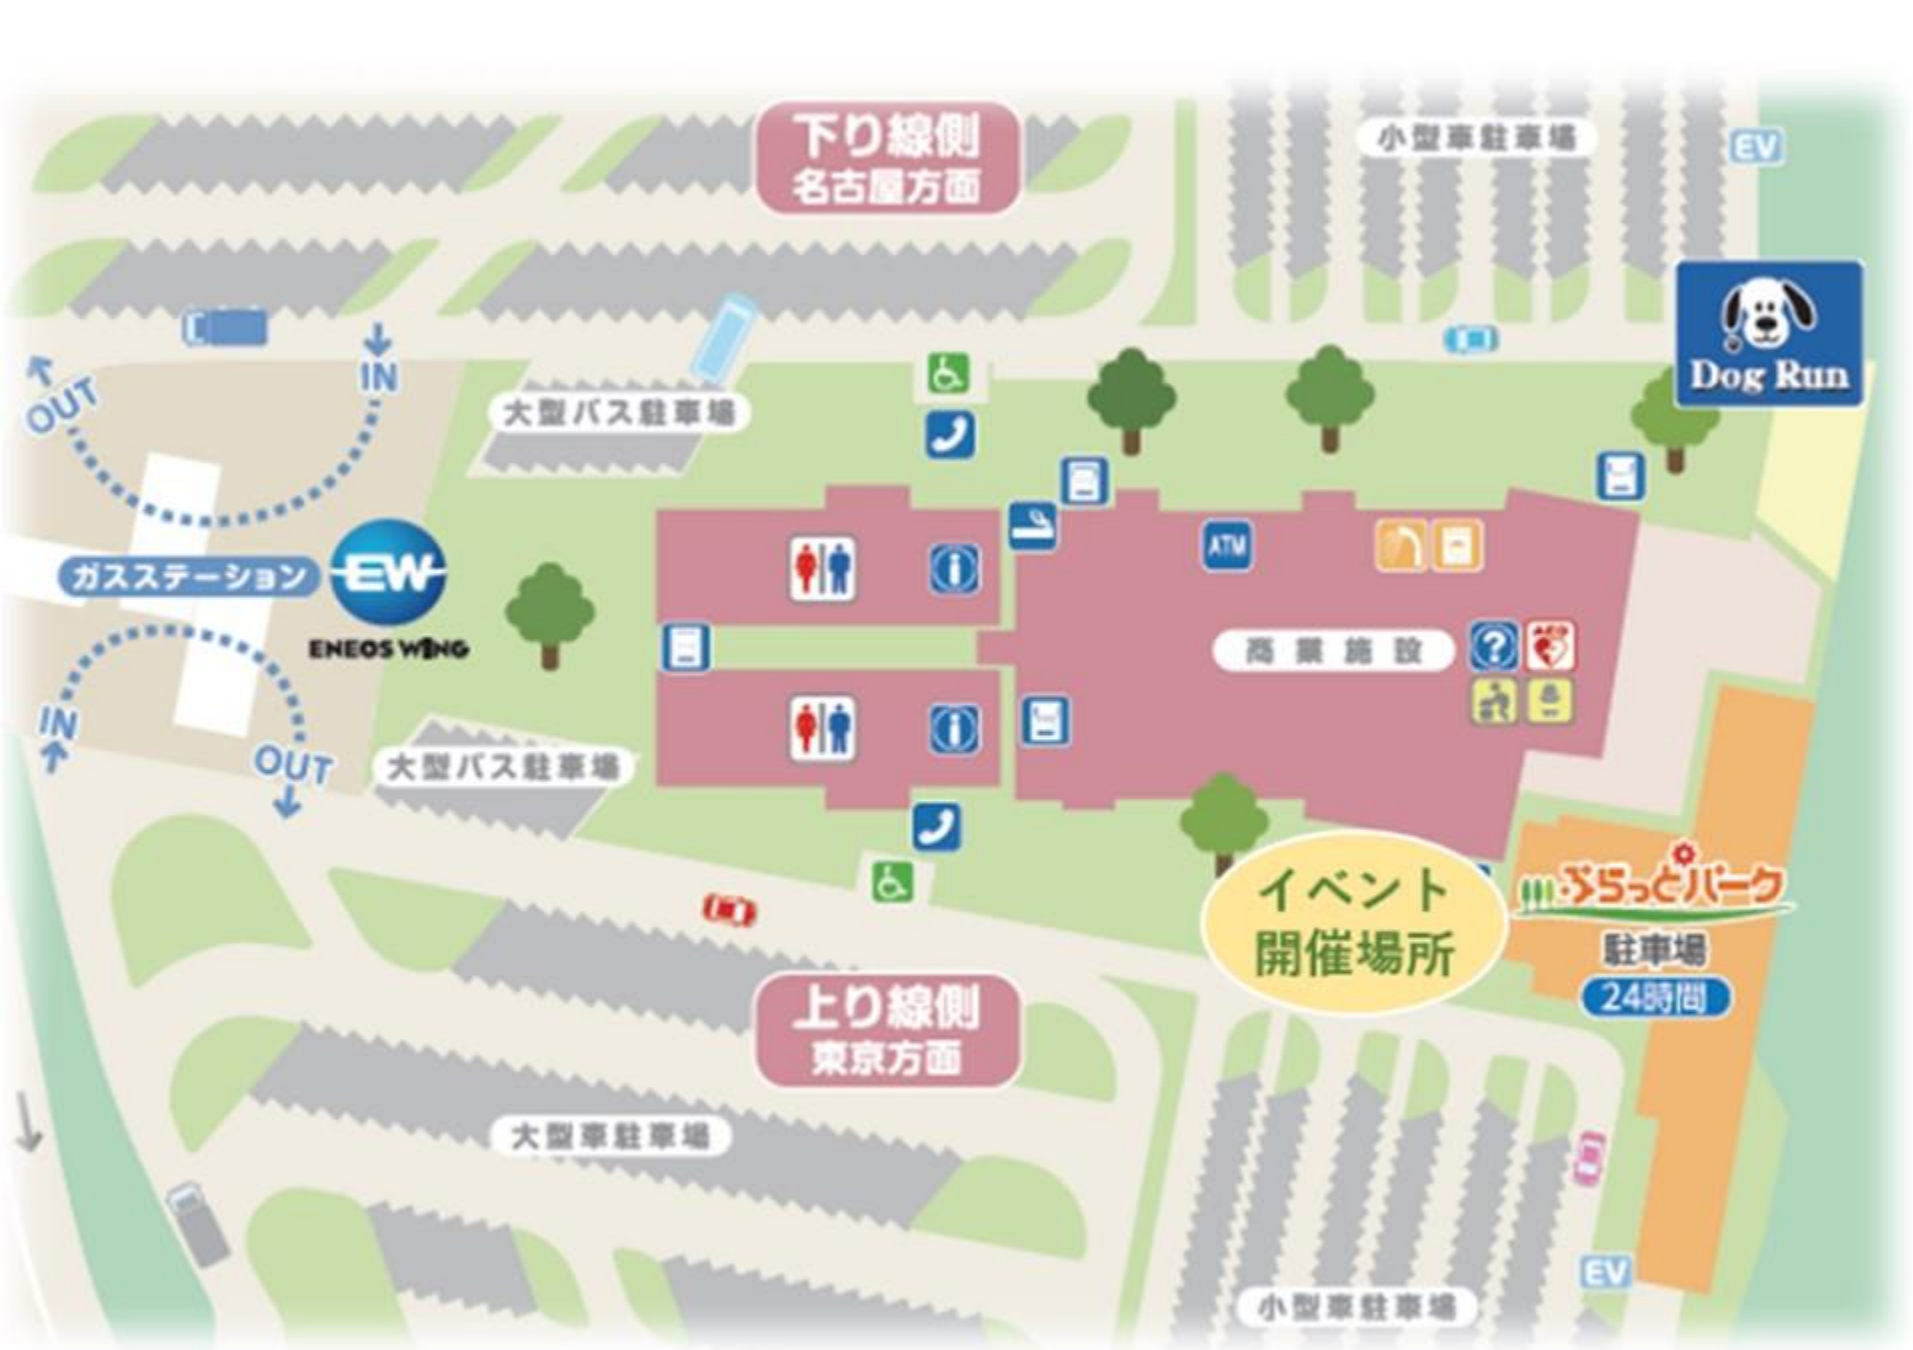 下り線側
名古屋方面
小型車駐車場
EV
Dog Run
IN
OUT
大型バス駐車場
ATM
ガスステーション
EW
ENEOS WING
商業施設
?
AED
IN
OUT
大型バス駐車場
イベント
開催場所
ぷらっとパーク
駐車場
24時間
上り線側
東京方面
大型車駐車場
EV
小型車駐車場